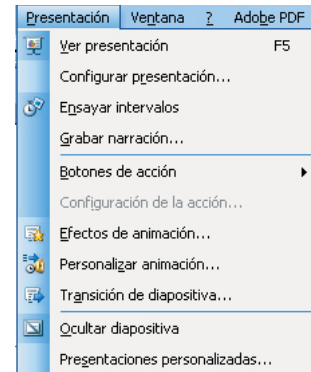 Presentación Ventana ? Adobe PDF
Ver presentación F5
Configurar presentación...
Ensayar intervalos
Grabar narración...
Botones de acción
Configuración de la acción...
Efectos de animación...
Personalizar animación...
Transición de diapositiva...
Ocultar diapositiva
Presentaciones personalizadas...